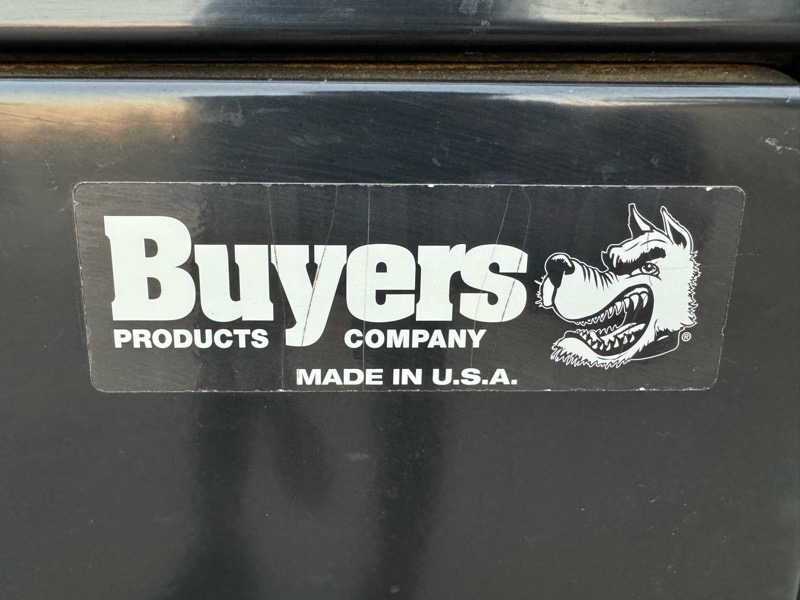 Buyers
PRODUCTS COMPANY
®
MADE IN U.S.A.